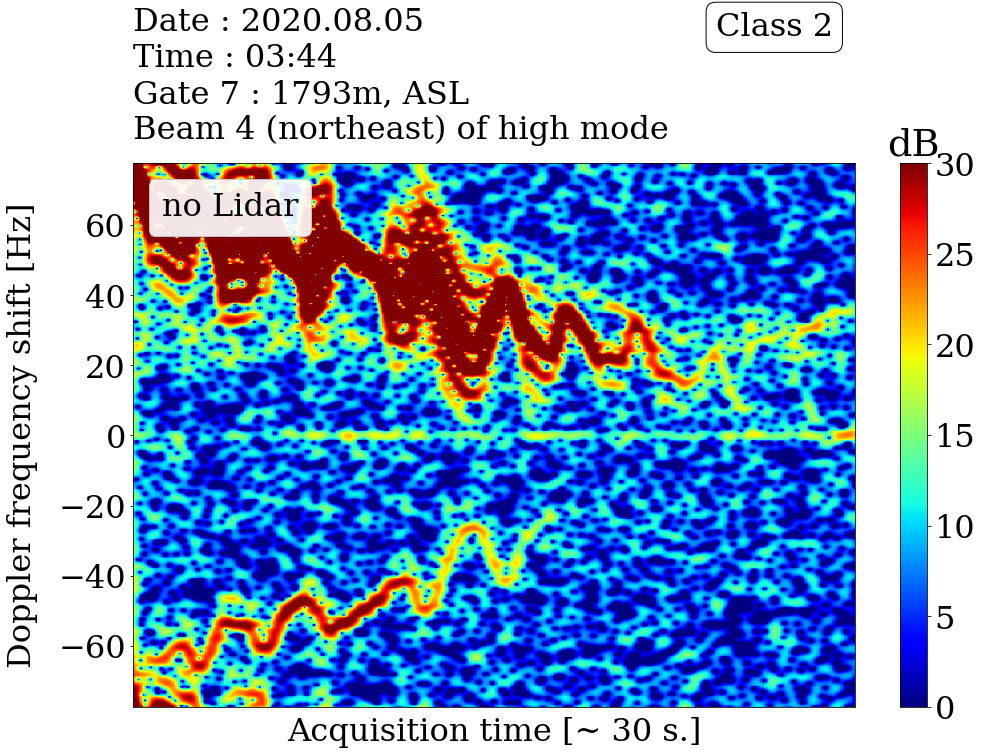 Date : 2020.08.05
Time : 03:44
Gate 7 : 1793m, ASL
Beam 4 (northeast) of high mode
Class 2
dB
no Lidar
Doppler frequency shift [Hz]
60
40
20
0
−20
−40
−60
30
25
20
15
10
5
0
Acquisition time [~ 30 s.]